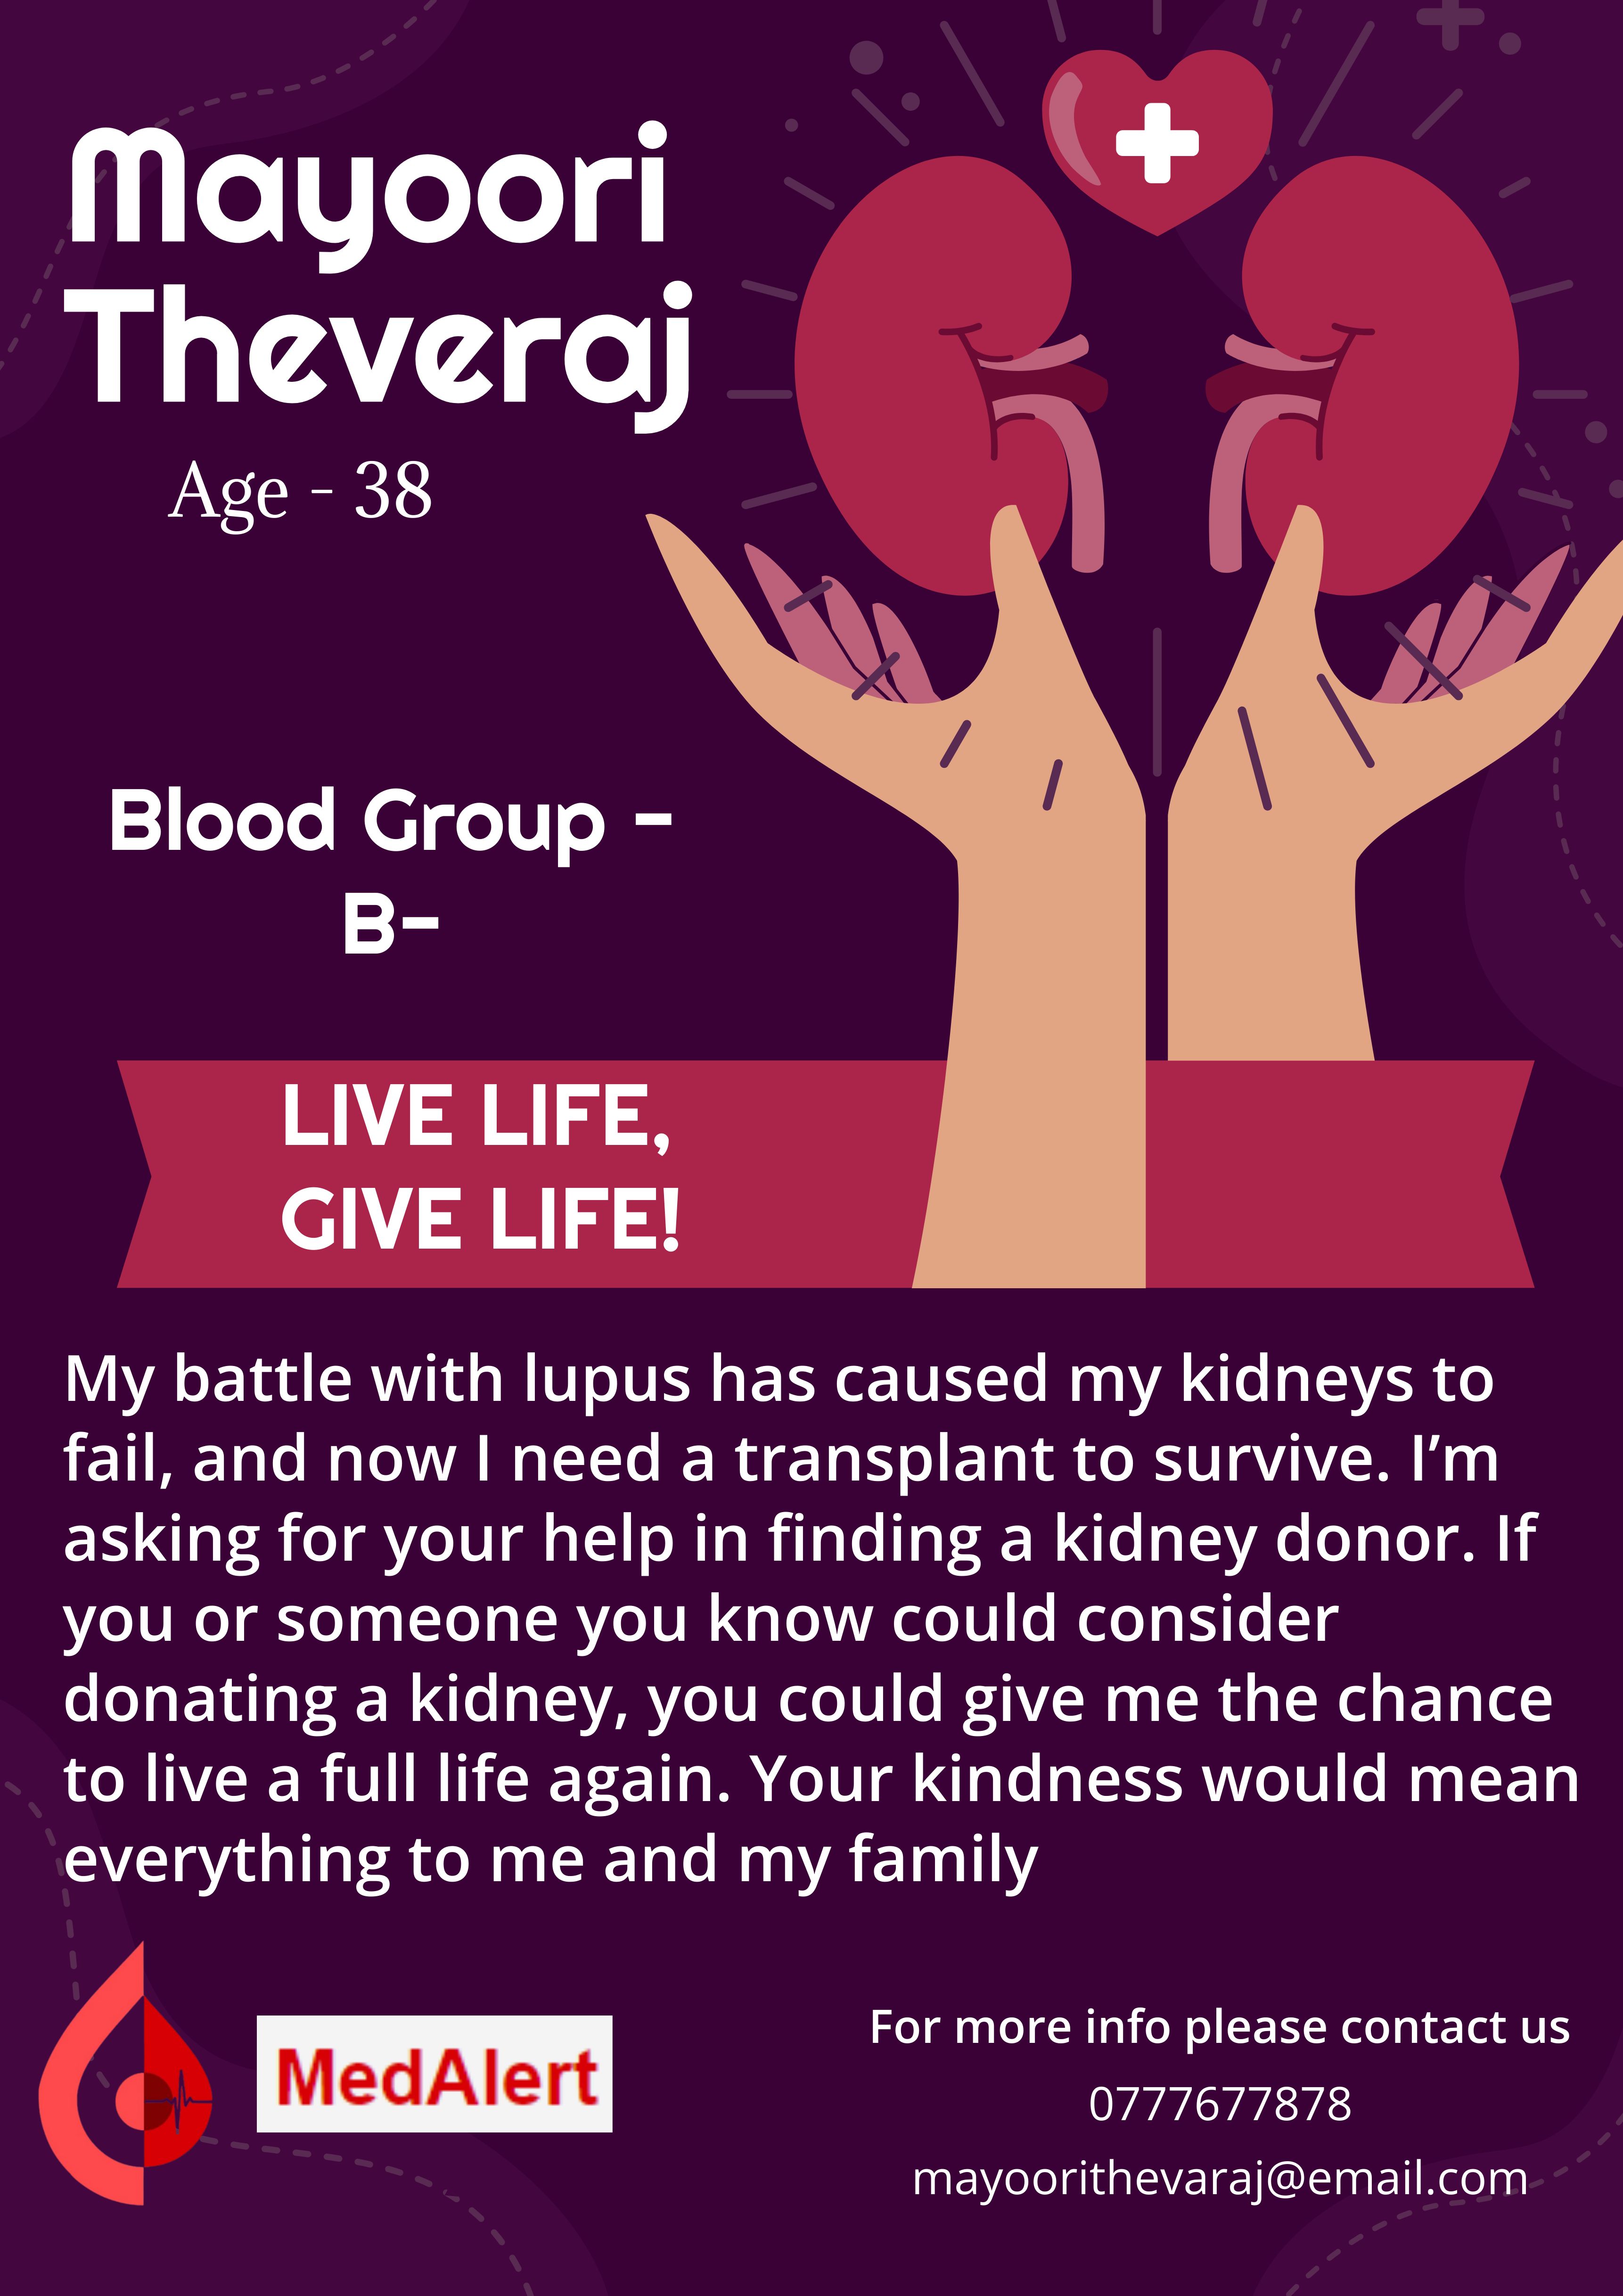 Mayoori
Theveraj
Age - 38
Blood Group -
B-
LIVE LIFE,
GIVE LIFE!
My battle with lupus has caused my kidneys to
fail, and now I need a transplant to survive. I’m
asking for your help in finding a kidney donor. If
you or someone you know could consider
donating a kidney, you could give me the chance
to live a full life again. Your kindness would mean
everything to me and my family
MedAlert
For more info please contact us
0777677878
mayoorithevaraj@email.com